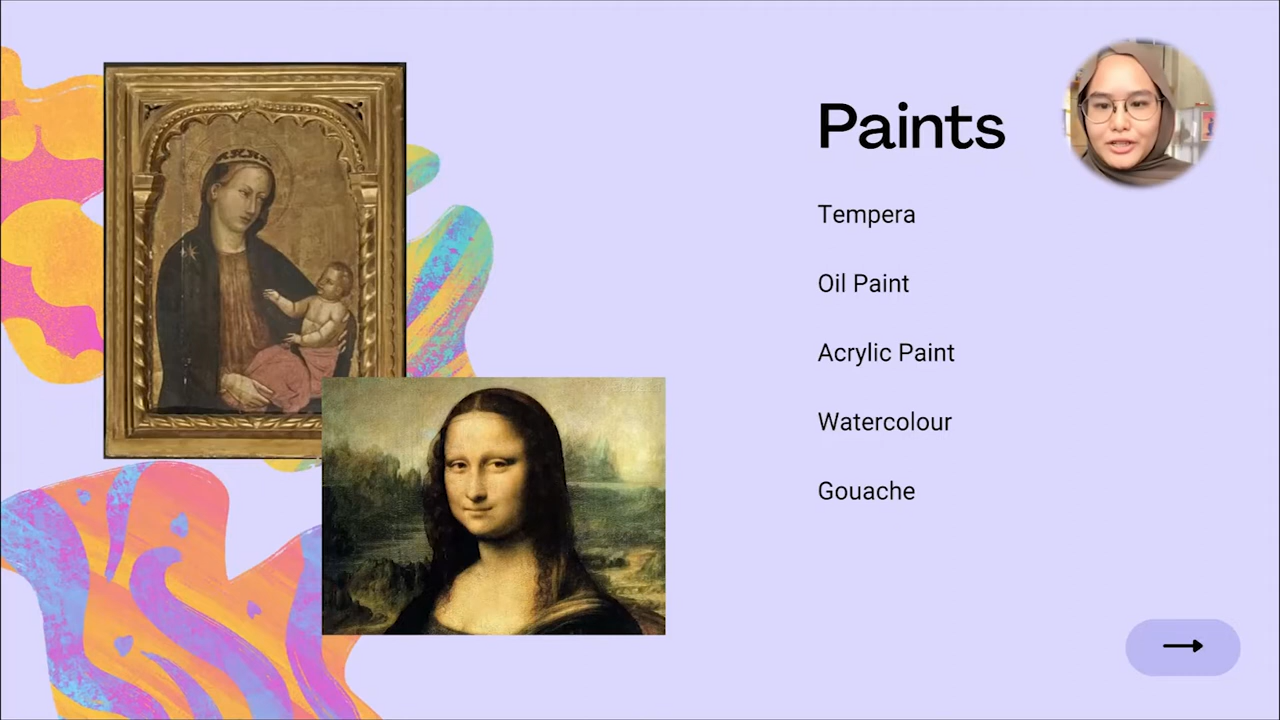 Paints
Tempera
Oil Paint
Acrylic Paint
Watercolour
Gouache